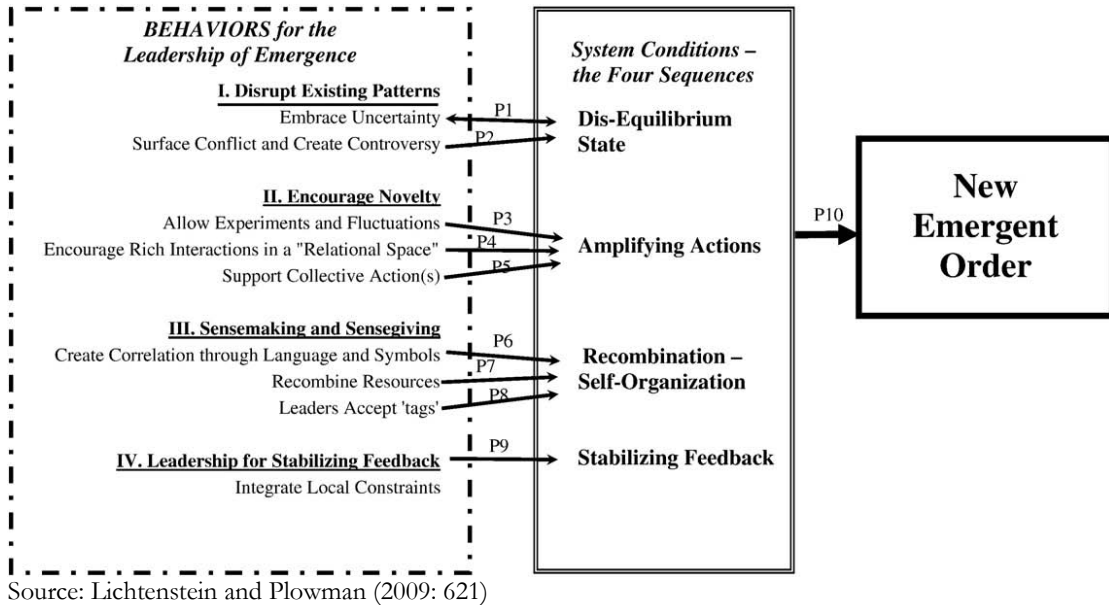 BEHAVIORS for the
Leadership of Emergence
I. Disrupt Existing Patterns
Embrace Uncertainty
Surface Conflict and Create Controversy
II. Encourage Novelty
Allow Experiments and Fluctuations
Encourage Rich Interactions in a "Relational Space"
Support Collective Action(s)
III. Sensemaking and Sensegiving
Create Correlation through Language and Symbols
Recombine Resources
Leaders Accept 'tags'
IV. Leadership for Stabilizing Feedback
Integrate Local Constraints
P1
P2
P3
P4
P5
P6
P7
P8
P9
System Conditions –
the Four Sequences
Dis-Equilibrium
State
Amplifying Actions
Recombination –
Self-Organization
Stabilizing Feedback
P10
New
Emergent
Order
Source: Lichtenstein and Plowman (2009: 621)